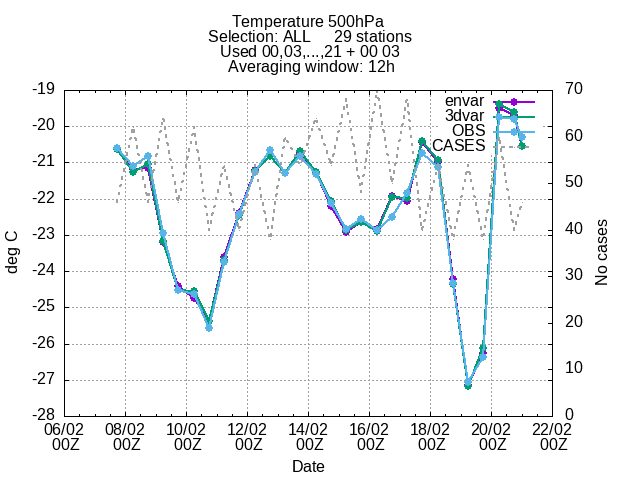 Temperature 500hPa
Selection: ALL 29 stations
Used 00,03,...,21 + 00 03
Averaging window: 12h
-19
-20
-21
-22
-23
-24
-25
-26
-27
-28
deg C
70
60
50
40
30
20
10
0
No cases
envar
3dvar
OBS
CASES
06/02 08/02 10/02 12/02 14/02 16/02 18/02 20/02 22/02
00Z 00Z 00Z 00Z 00Z 00Z 00Z 00Z 00Z
Date